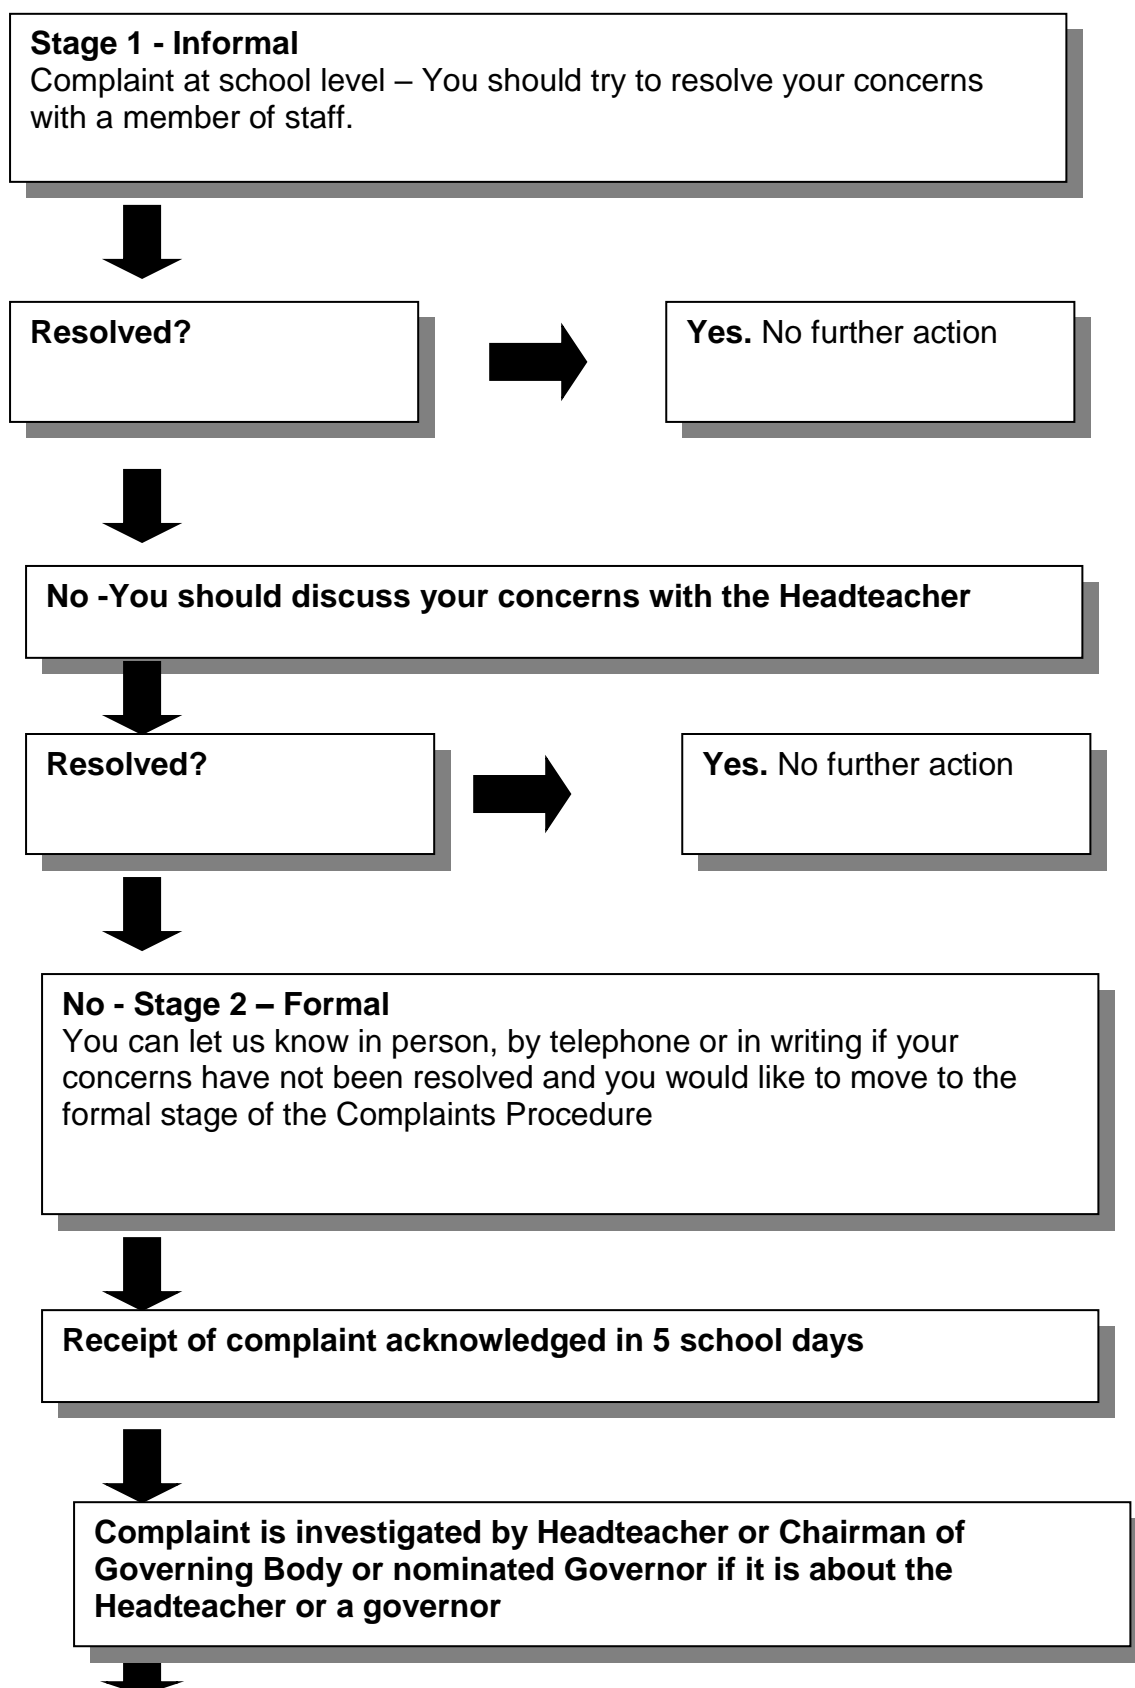 Stage 1 - Informal
Complaint at school level – You should try to resolve your concerns
with a member of staff.
Resolved?
Yes. No further action
No -You should discuss your concerns with the Headteacher
Resolved?
Yes. No further action
No - Stage 2 – Formal
You can let us know in person, by telephone or in writing if your
concerns have not been resolved and you would like to move to the
formal stage of the Complaints Procedure
Receipt of complaint acknowledged in 5 school days
Complaint is investigated by Headteacher or Chairman of
Governing Body or nominated Governor if it is about the
Headteacher or a governor